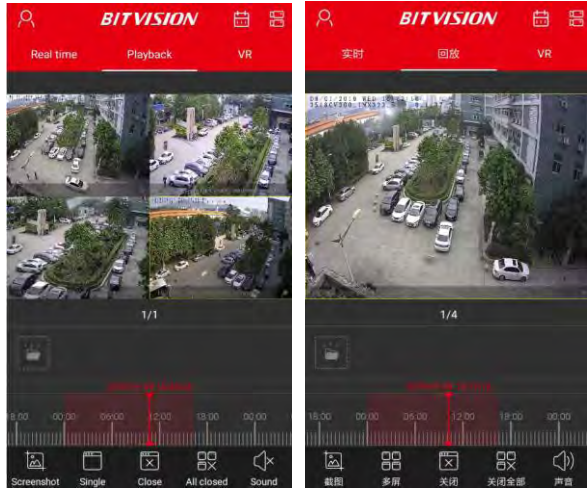 BITVISION
Real time Playback VR
1/1
18:00 00:00 06:00 12:00 18:00 00:00
Screenshot Single Close All closed Sound
BITVISION
实时 回放 VR
1/4
18:00 00:00 06:00 12:00 18:00 00:00
截图 多屏 关闭 关闭全部 声音